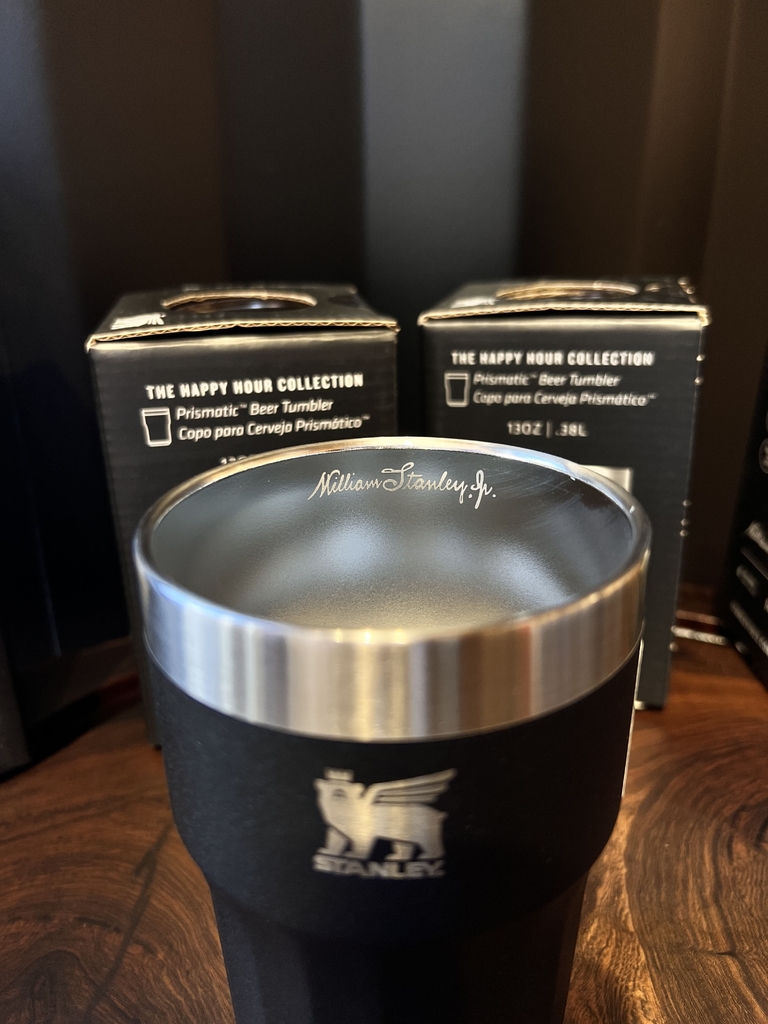 THE HAPPY HOUR COLLECTION
Prismatic™ Beer Tumbler
Copo para Cerveja Prismático™
THE HAPPY HOUR COLLECTION
Prismatic™ Beer Tumbler
Copo para Cerveja Prismático™
13OZ | .38L
William Stanley. Jr.
STANLEY